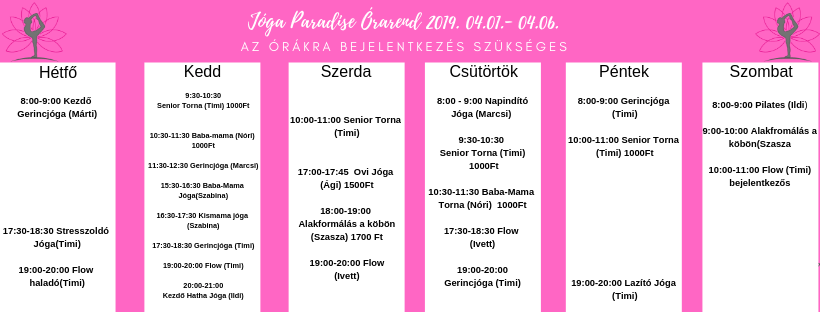 Jóga Paradise Órarend 2019. 04.01.- 04.06.
AZ ÓRÁKRA BEJELENTKEZÉS SZÜKSÉGES
Hétfő
8:00-9:00 Kezdő
Gerincjóga (Márti)
17:30-18:30 Stresszoldó
Jóga(Timi)
19:00-20:00 Flow
haladó(Timi)
Kedd
9:30-10:30
Senior Torna (Timi) 1000Ft
10:30-11:30 Baba-mama (Nóri)
1000Ft
11:30-12:30 Gerincjóga (Marcsi)
15:30-16:30 Baba-Mama
Jóga(Szabina)
16:30-17:30 Kismama jóga
(Szabina)
17:30-18:30 Gerincjóga (Timi)
19:00-20:00 Flow (Timi)
20:00-21:00
Kezdő Hatha Jóga (Ildi)
Szerda
10:00-11:00 Senior Torna
(Timi)
17:00-17:45 Ovi Jóga
(Ági) 1500Ft
18:00-19:00
Alakformálás a köbön
(Szasza) 1700 Ft
19:00-20:00 Flow
(Ivett)
Csütörtök
8:00 - 9:00 Napindító
Jóga (Marcsi)
9:30-10:30
Senior Torna (Timi)
1000Ft
10:30-11:30 Baba-Mama
Torna (Nóri) 1000Ft
17:30-18:30 Flow
(Ivett)
19:00-20:00
Gerincjóga (Timi)
Péntek
8:00-9:00 Gerincjóga
(Timi)
10:00-11:00 Senior Torna
(Timi) 1000Ft
19:00-20:00 Lazító Jóga
(Timi)
Szombat
8:00-9:00 Pilates (Ildi)
9:00-10:00 Alakfromálás a
köbön(Szasza
10:00-11:00 Flow (Timi)
bejelentkezős